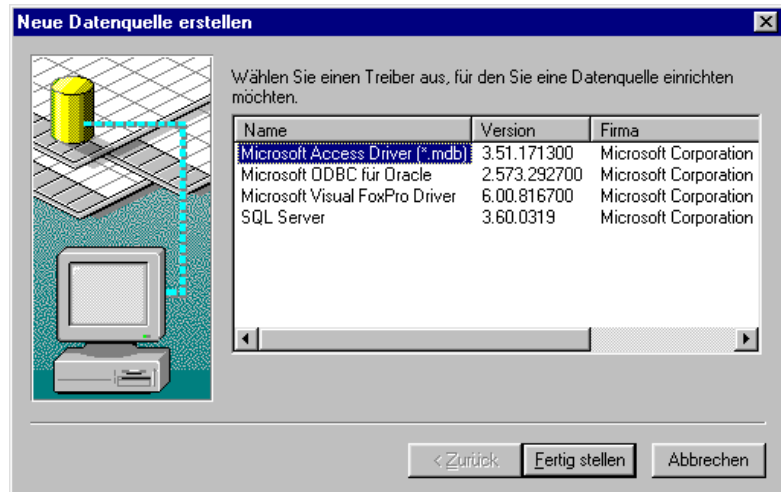 Neue Datenquelle erstellen
Wählen Sie einen Treiber aus, für den Sie eine Datenquelle einrichten
möchten.
Name Version Firma
Microsoft Access Driver (*.mdb) 3.51.171300 Microsoft Corporation
Microsoft ODBC für Oracle 2.573.292700 Microsoft Corporation
Microsoft Visual FoxPro Driver 6.00.816700 Microsoft Corporation
SQL Server 3.60.0319 Microsoft Corporation
< Zurück Fertig stellen Abbrechen